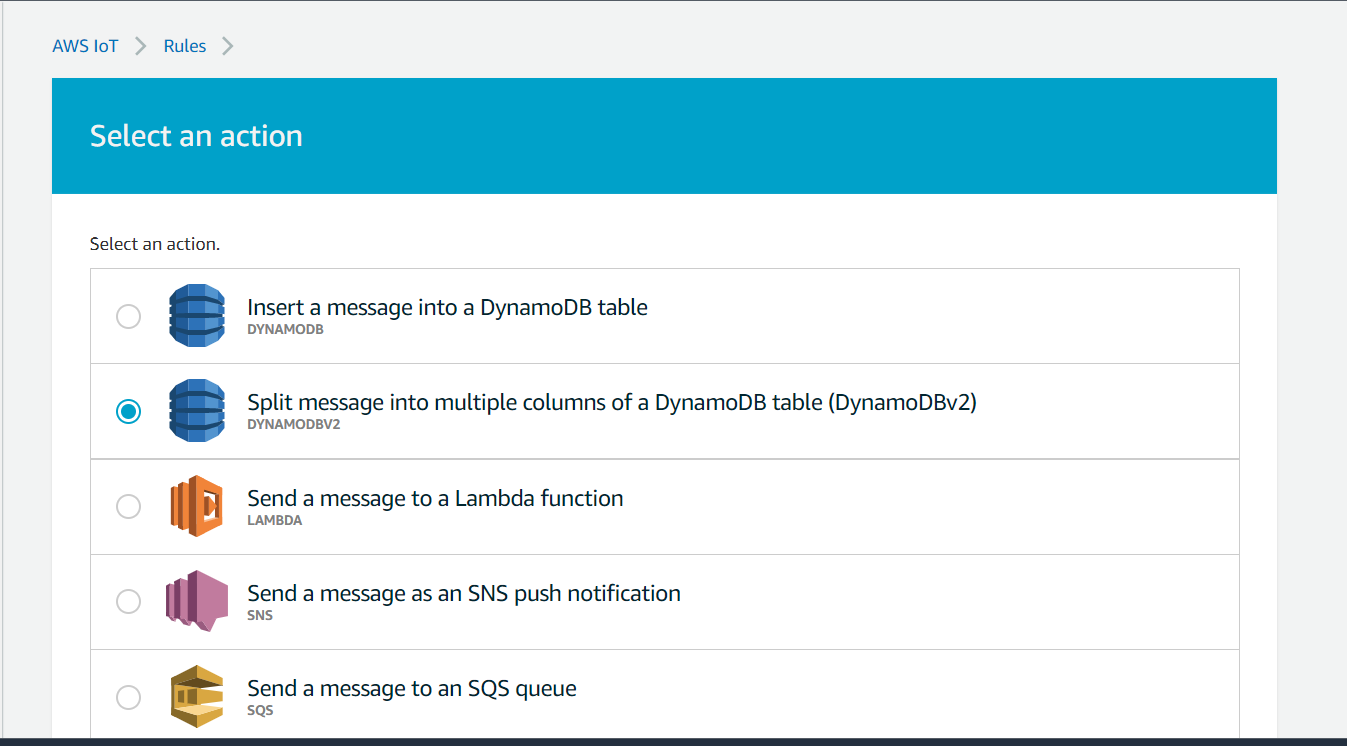 AWS IoT > Rules >
Select an action
Select an action.
Insert a message into a DynamoDB table
DYNAMODB
Split message into multiple columns of a DynamoDB table (DynamoDBv2)
DYNAMODBV2
Send a message to a Lambda function
LAMBDA
Send a message as an SNS push notification
SNS
Send a message to an SQS queue
SQS